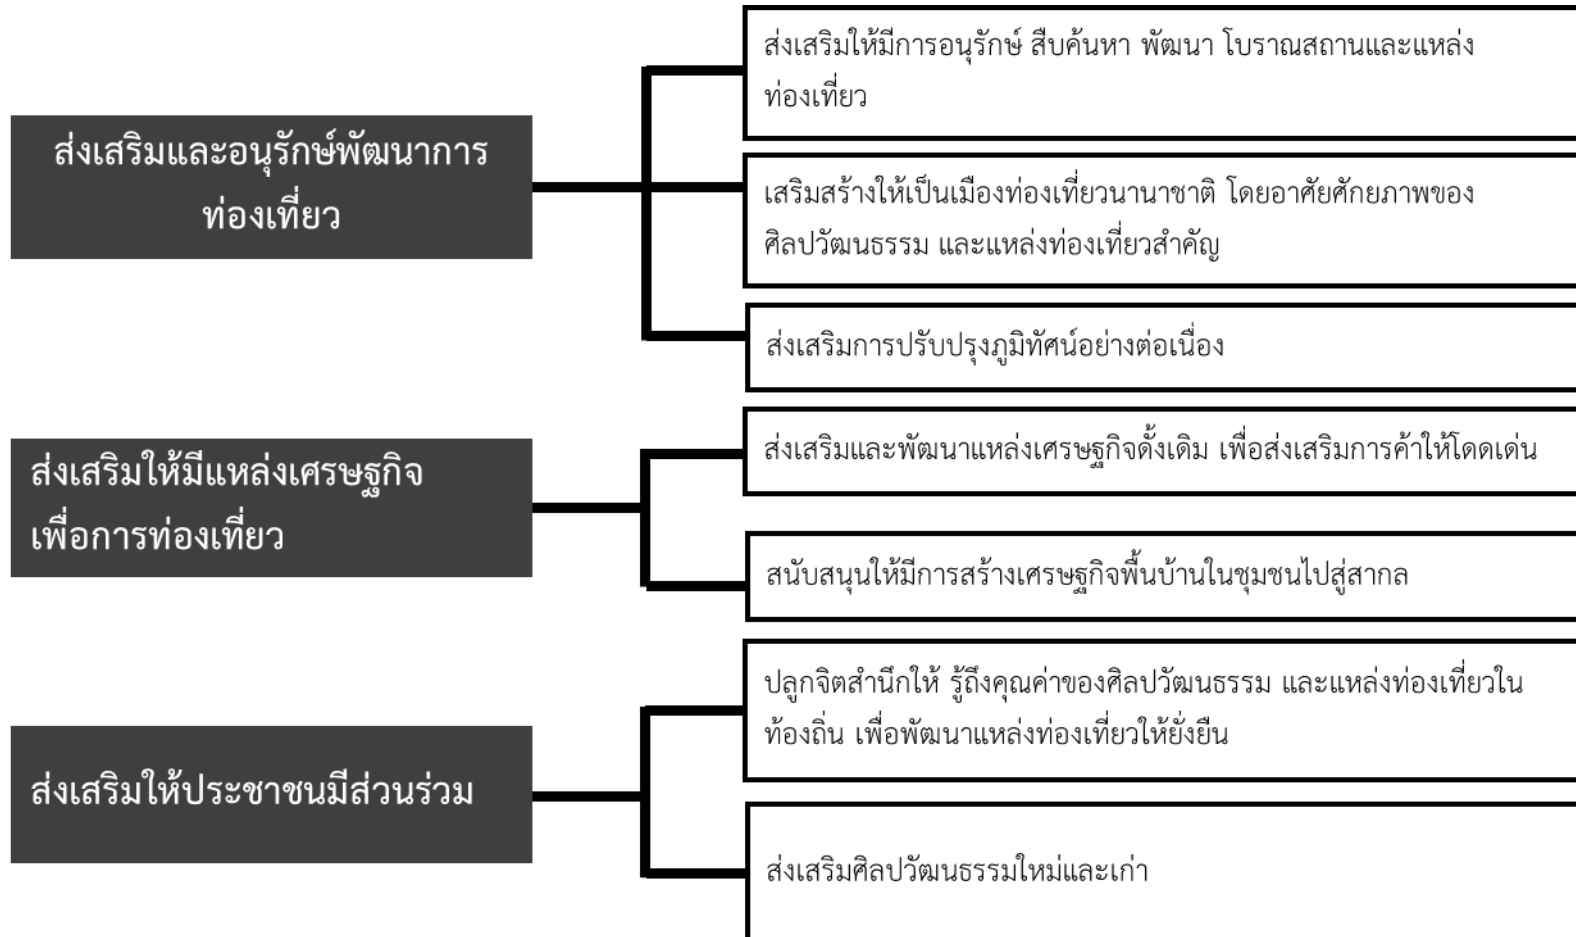 ส่งเสริมและอนุรักษ์พัฒนาการ
ท่องเที่ยว
ส่งเสริมให้มีการอนุรักษ์ สืบค้นหา พัฒนา โบราณสถานและแหล่ง
ท่องเที่ยว
เสริมสร้างให้เป็นเมืองท่องเที่ยวนานาชาติ โดยอาศัยศักยภาพของ
ศิลปวัฒนธรรม และแหล่งท่องเที่ยวสำคัญ
ส่งเสริมการปรับปรุงภูมิทัศน์อย่างต่อเนื่อง
ส่งเสริมให้มีแหล่งเศรษฐกิจ
เพื่อการท่องเที่ยว
ส่งเสริมและพัฒนาแหล่งเศรษฐกิจดั้งเดิม เพื่อส่งเสริมการค้าให้โดดเด่น
สนับสนุนให้มีการสร้างเศรษฐกิจพื้นบ้านในชุมชนไปสู่สากล
ส่งเสริมให้ประชาชนมีส่วนร่วม
ปลูกจิตสำนึกให้ รู้ถึงคุณค่าของศิลปวัฒนธรรม และแหล่งท่องเที่ยวใน
ท้องถิ่น เพื่อพัฒนาแหล่งท่องเที่ยวให้ยั่งยืน
ส่งเสริมศิลปวัฒนธรรมใหม่และเก่า